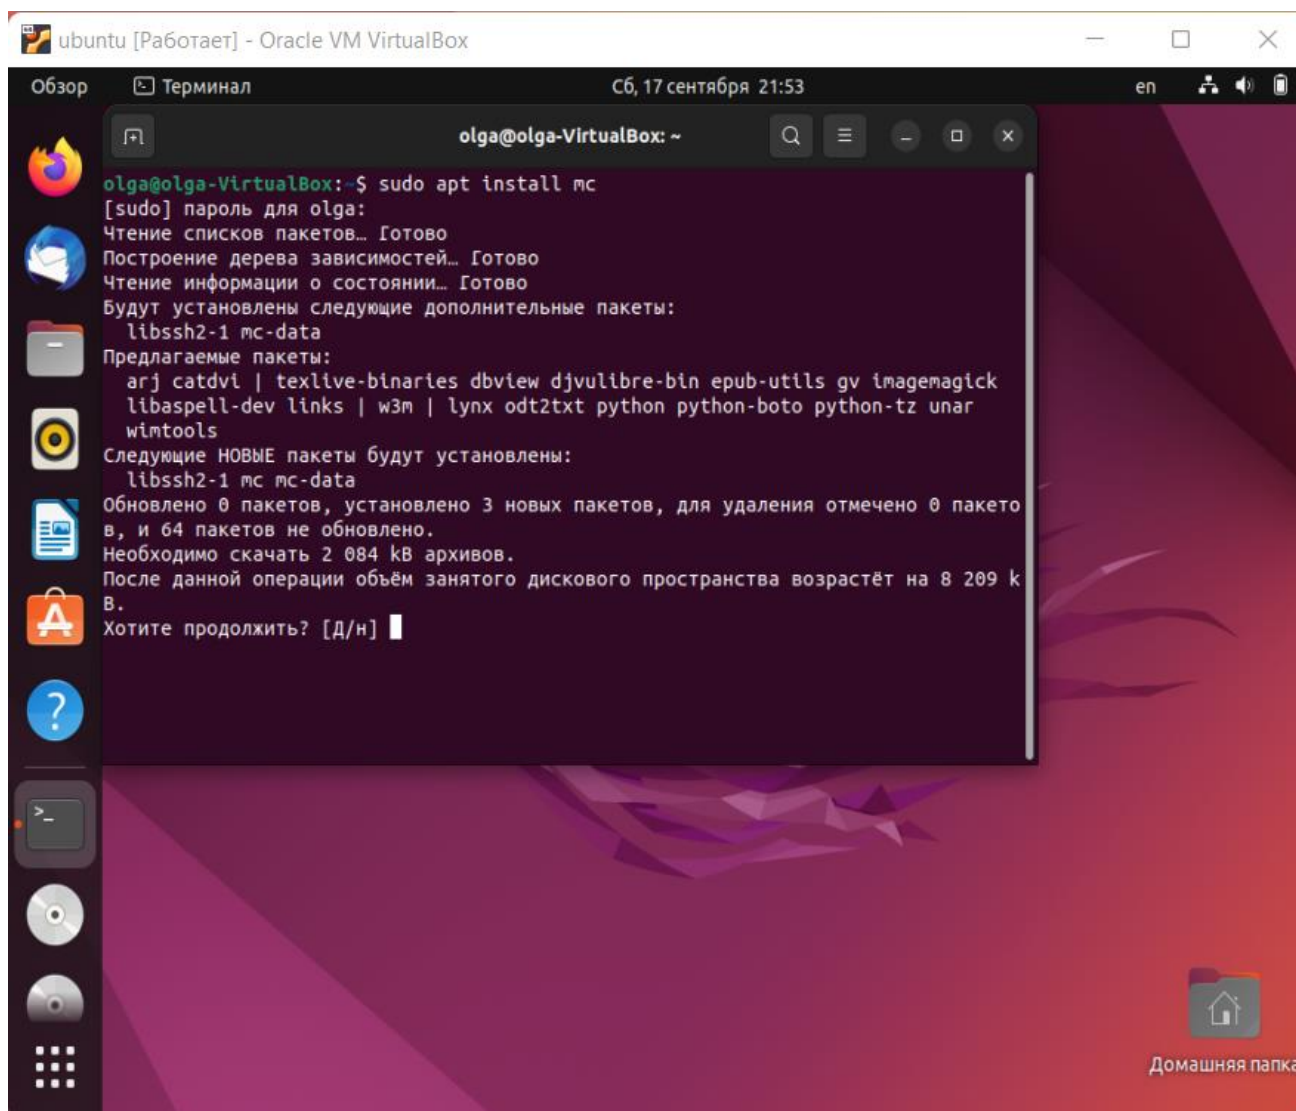 ubuntu [Работает] - Oracle VM VirtualBox
Обзор Терминал Сб, 17 сентября 21:53 en
olga@olga-VirtualBox: ~
olga@olga-VirtualBox:~$ sudo apt install mc
[sudo] пароль для olga:
Чтение списков пакетов… Готово
Построение дерева зависимостей… Готово
Чтение информации о состоянии… Готово
Будут установлены следующие дополнительные пакеты:
libssh2-1 mc-data
Предлагаемые пакеты:
arj catdvi | texlive-binaries dbview djvulibre-bin epub-utils gv imagemagick
libaspell-dev links | w3m | lynx odt2txt python python-boto python-tz unar
wimtools
Следующие НОВЫЕ пакеты будут установлены:
libssh2-1 mc mc-data
Обновлено 0 пакетов, установлено 3 новых пакетов, для удаления отмечено 0 пакето
в, и 64 пакетов не обновлено.
Необходимо скачать 2 084 kB архивов.
После данной операции объём занятого дискового пространства возрастёт на 8 209 k
B.
Хотите продолжить? [Д/н]
Домашняя папка